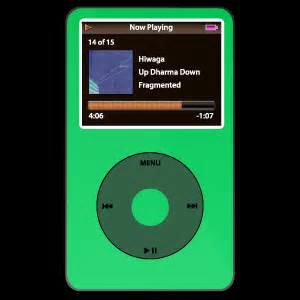 Now Playing
14 of 15
Hiwaga
Up Dharma Down
Fragmented
4:06 -1:07
MENU